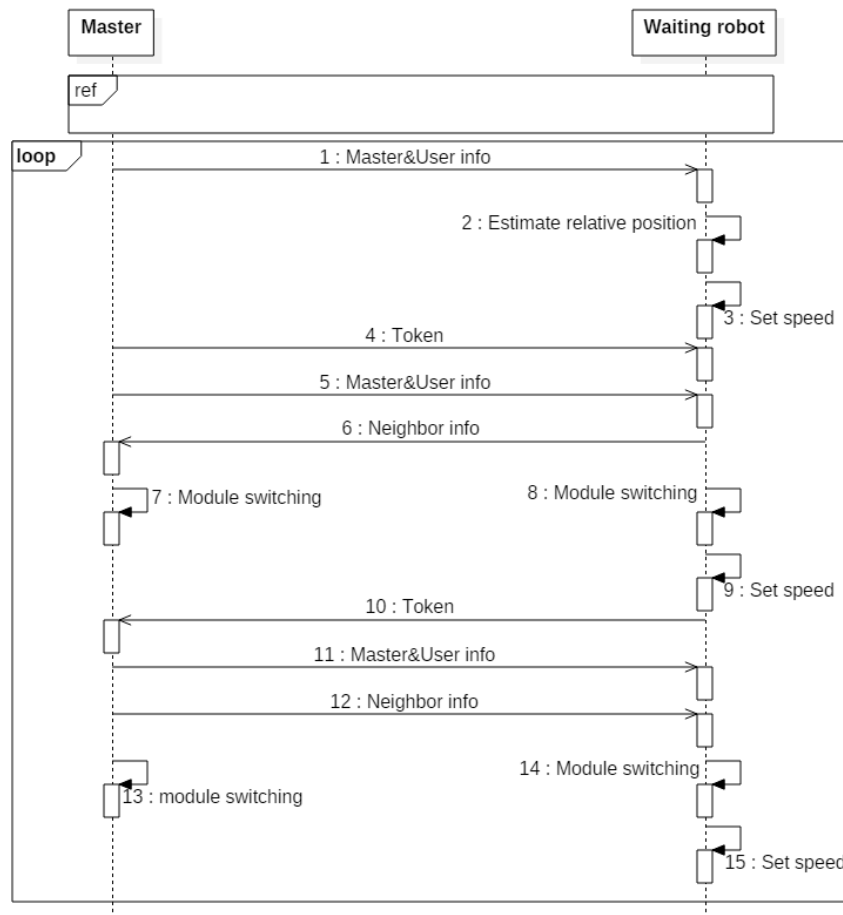 Master
Waiting robot
ref
loop
1 : Master&User info
2 : Estimate relative position
3 : Set speed
4 : Token
5 : Master&User info
6 : Neighbor info
7 : Module switching
8 : Module switching
9 : Set speed
10 : Token
11 : Master&User info
12 : Neighbor info
14 : Module switching
13 : module switching
15 : Set speed